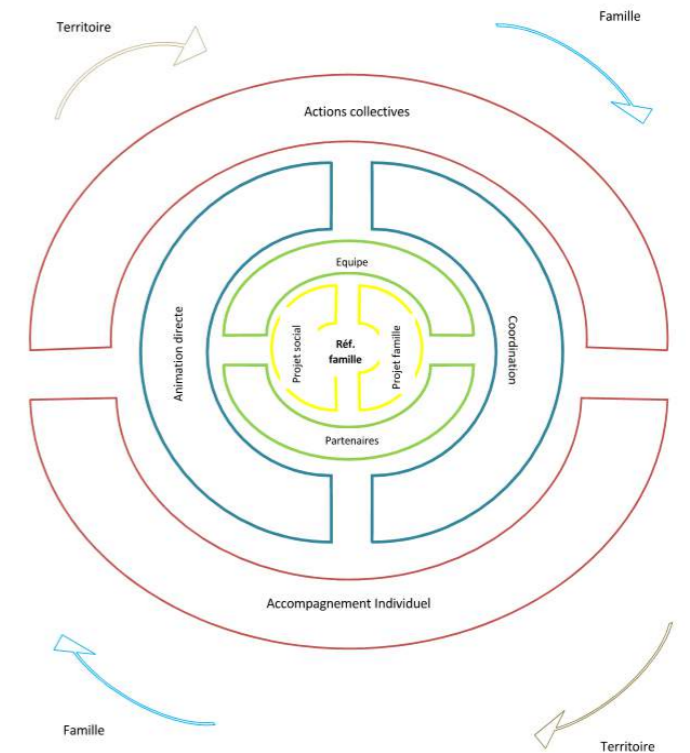 Famille
Territoire
Actions collectives
Equipe
Animation directe
Projet social
Réf.
famille
Projet famille
Coordination
Partenaires
Accompagnement Individuel
Famille
Territoire